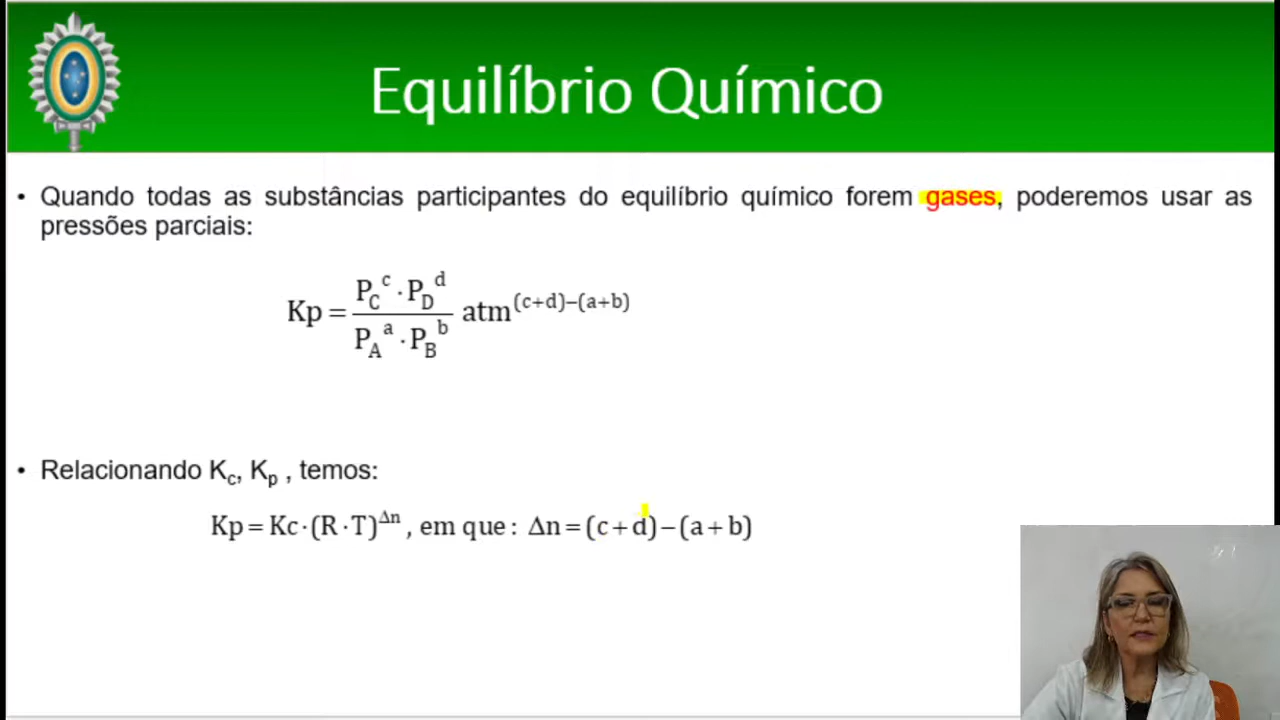 Equilíbrio Químico
• Quando todas as substâncias participantes do equilíbrio químico forem gases, poderemos usar as
pressões parciais:
Kp = (P_C^c · P_D^d) / (P_A^a · P_B^b) atm^(c+d)−(a+b)
• Relacionando K_c, K_p , temos:
Kp = Kc · (R · T)^Δn , em que : Δn = (c + d) − (a + b)